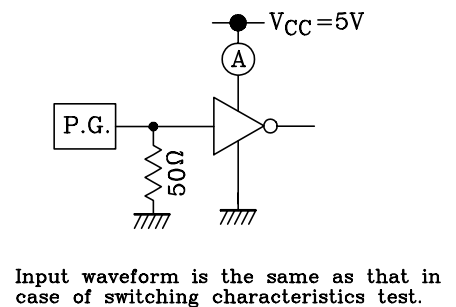 VCC=5V
A
P.G.
50Ω
Input waveform is the same as that in
case of switching characteristics test.